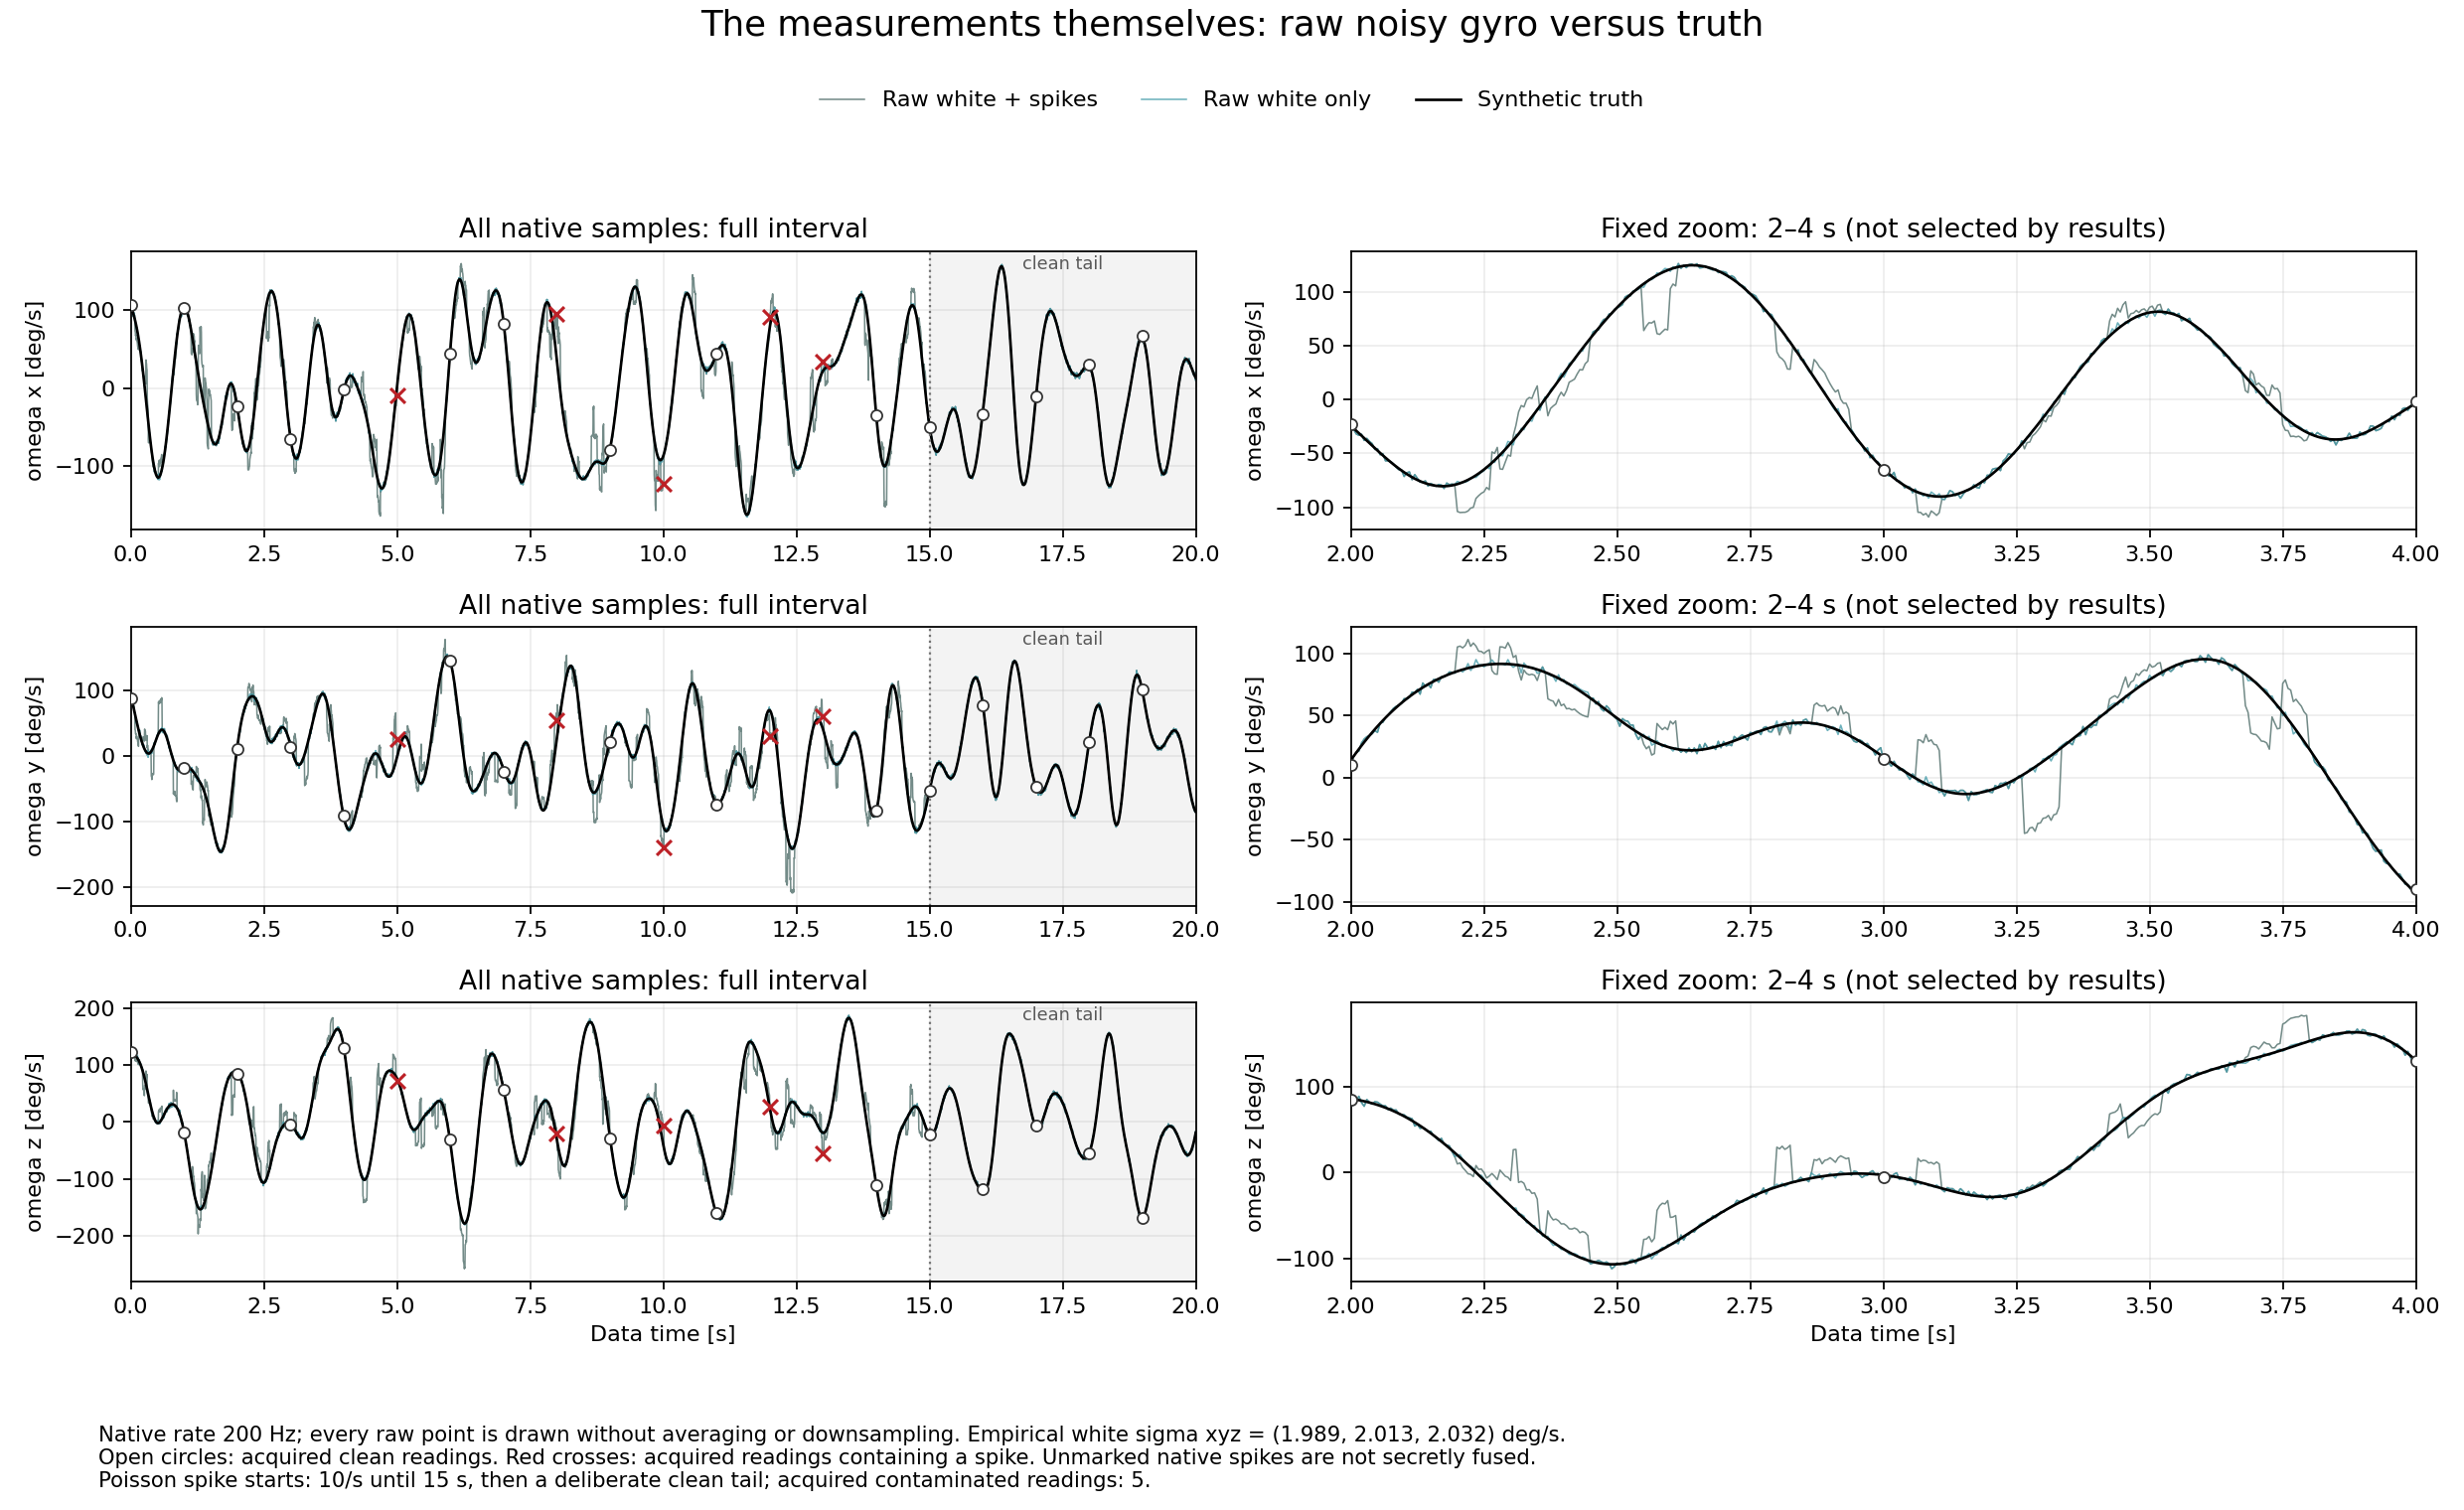 The measurements themselves: raw noisy gyro versus truth
Raw white + spikes Raw white only Synthetic truth
All native samples: full interval
clean tail
omega x [deg/s]
100
0
−100
0.0 2.5 5.0 7.5 10.0 12.5 15.0 17.5 20.0
Fixed zoom: 2–4 s (not selected by results)
omega x [deg/s]
100
50
0
−50
−100
2.00 2.25 2.50 2.75 3.00 3.25 3.50 3.75 4.00
All native samples: full interval
clean tail
omega y [deg/s]
100
0
−100
−200
0.0 2.5 5.0 7.5 10.0 12.5 15.0 17.5 20.0
Fixed zoom: 2–4 s (not selected by results)
omega y [deg/s]
100
50
0
−50
−100
2.00 2.25 2.50 2.75 3.00 3.25 3.50 3.75 4.00
All native samples: full interval
clean tail
omega z [deg/s]
200
100
0
−100
−200
0.0 2.5 5.0 7.5 10.0 12.5 15.0 17.5 20.0
Data time [s]
Fixed zoom: 2–4 s (not selected by results)
omega z [deg/s]
100
0
−100
2.00 2.25 2.50 2.75 3.00 3.25 3.50 3.75 4.00
Data time [s]
Native rate 200 Hz; every raw point is drawn without averaging or downsampling. Empirical white sigma xyz = (1.989, 2.013, 2.032) deg/s.
Open circles: acquired clean readings. Red crosses: acquired readings containing a spike. Unmarked native spikes are not secretly fused.
Poisson spike starts: 10/s until 15 s, then a deliberate clean tail; acquired contaminated readings: 5.